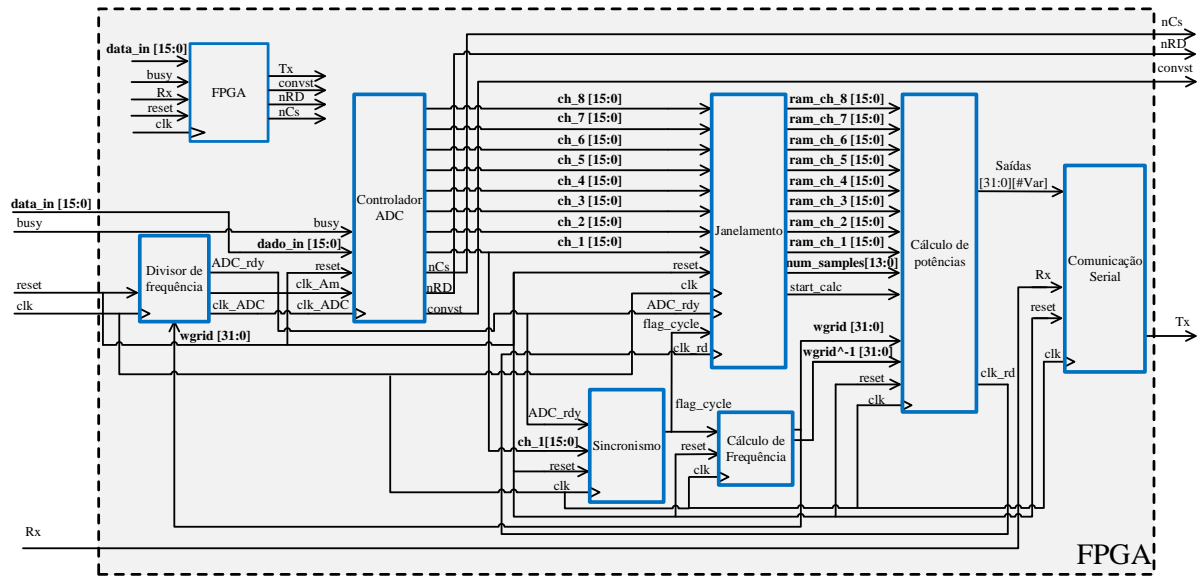 nCs
nRD
convst
data_in [15:0]
busy
Rx
reset
clk
FPGA
Tx
convst
nRD
nCs
data_in [15:0]
busy
reset
clk
Rx
Divisor de
frequência
ADC_rdy
clk_Am
clk_ADC
wgrid [31:0]
busy
dado_in [15:0]
reset
clk_ADC
Controlador
ADC
nCs
nRD
convst
ch_8 [15:0]
ch_7 [15:0]
ch_6 [15:0]
ch_5 [15:0]
ch_4 [15:0]
ch_3 [15:0]
ch_2 [15:0]
ch_1 [15:0]
reset
clk
ADC_rdy
flag_cycle
clk_rd
Janelamento
ram_ch_8 [15:0]
ram_ch_7 [15:0]
ram_ch_6 [15:0]
ram_ch_5 [15:0]
ram_ch_4 [15:0]
ram_ch_3 [15:0]
ram_ch_2 [15:0]
ram_ch_1 [15:0]
num_samples[13:0]
start_calc
wgrid [31:0]
wgrid^-1 [31:0]
reset
clk
Cálculo de
potências
clk_rd
Saídas
[31:0][#Var]
Rx
reset
clk
Comunicação
Serial
Tx
ADC_rdy
ch_1[15:0]
reset
clk
Sincronismo
flag_cycle
reset
clk
Cálculo de
Frequência
FPGA